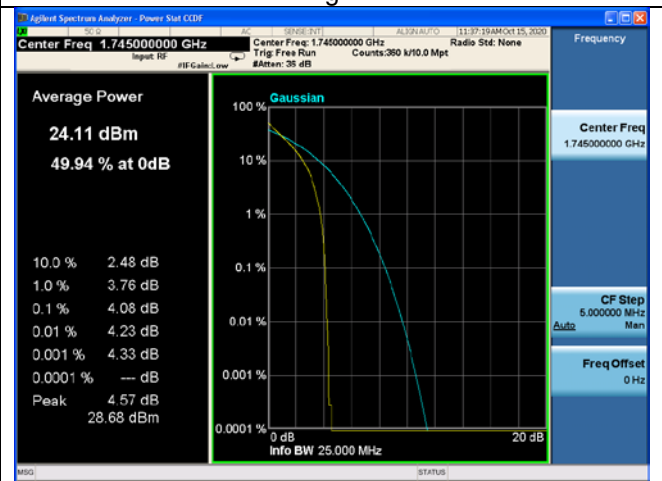 Agilent Spectrum Analyzer - Power Stat CCDF
50 Ω AC SENSE:INT ALIGN AUTO 11:37:19 AM Oct 15, 2020
Center Freq 1.745000000 GHz
Input: RF
#IFGain:Low
Center Freq: 1.745000000 GHz
Radio Std: None
Trig: Free Run Counts:360 k/10.0 Mpt
#Atten: 36 dB
Frequency
Average Power
24.11 dBm
49.94 % at 0dB
10.0 % 2.48 dB
1.0 % 3.76 dB
0.1 % 4.08 dB
0.01 % 4.23 dB
0.001 % 4.33 dB
0.0001 % --- dB
Peak 4.57 dB
28.68 dBm
Gaussian
100 %
10 %
1 %
0.1 %
0.01 %
0.001 %
0.0001 %
0 dB 20 dB
Info BW 25.000 MHz
Center Freq
1.745000000 GHz
CF Step
5.000000 MHz
Auto Man
Freq Offset
0 Hz
MSG STATUS